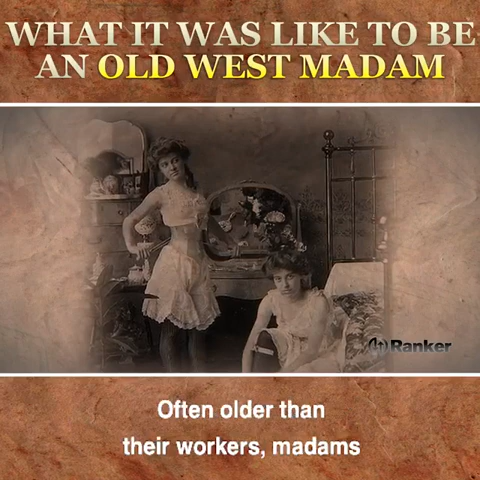 WHAT IT WAS LIKE TO BE
AN OLD WEST MADAM
Ranker
Often older than
their workers, madams